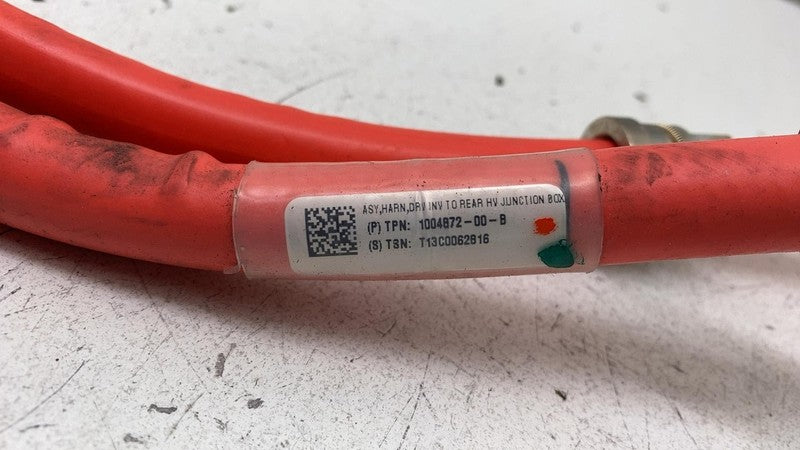 ASY,HARN,DRV INV TO REAR HV JUNCTION BOX
(P) TPN: 1004872-00-B
(S) TSN: T13C0062816